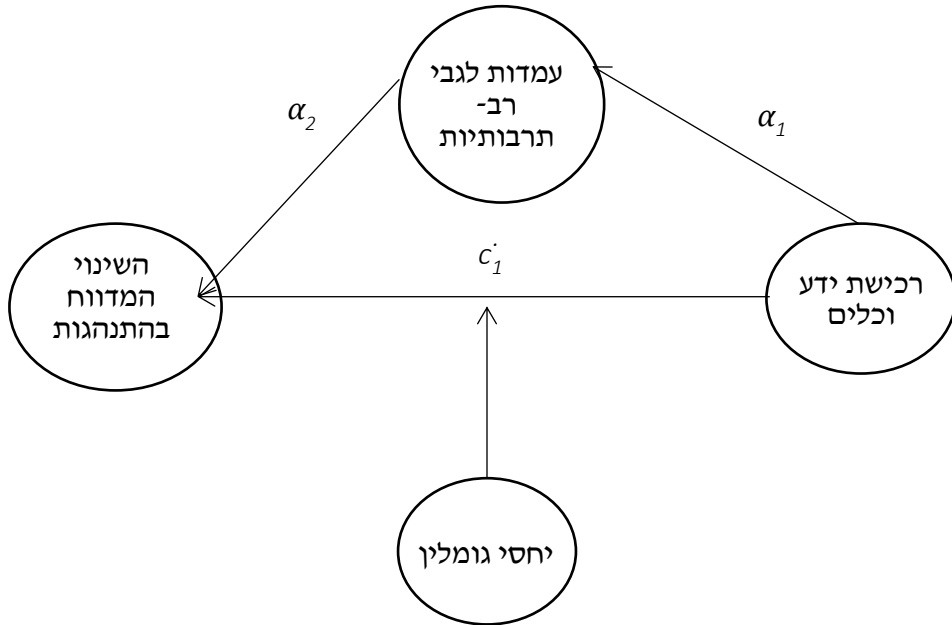 עמדות לגבי
רב-
תרבותיות
α₂
α₁
השינוי
המדווח
בהתנהגות
c₁˙
רכישת ידע
וכלים
יחסי גומלין